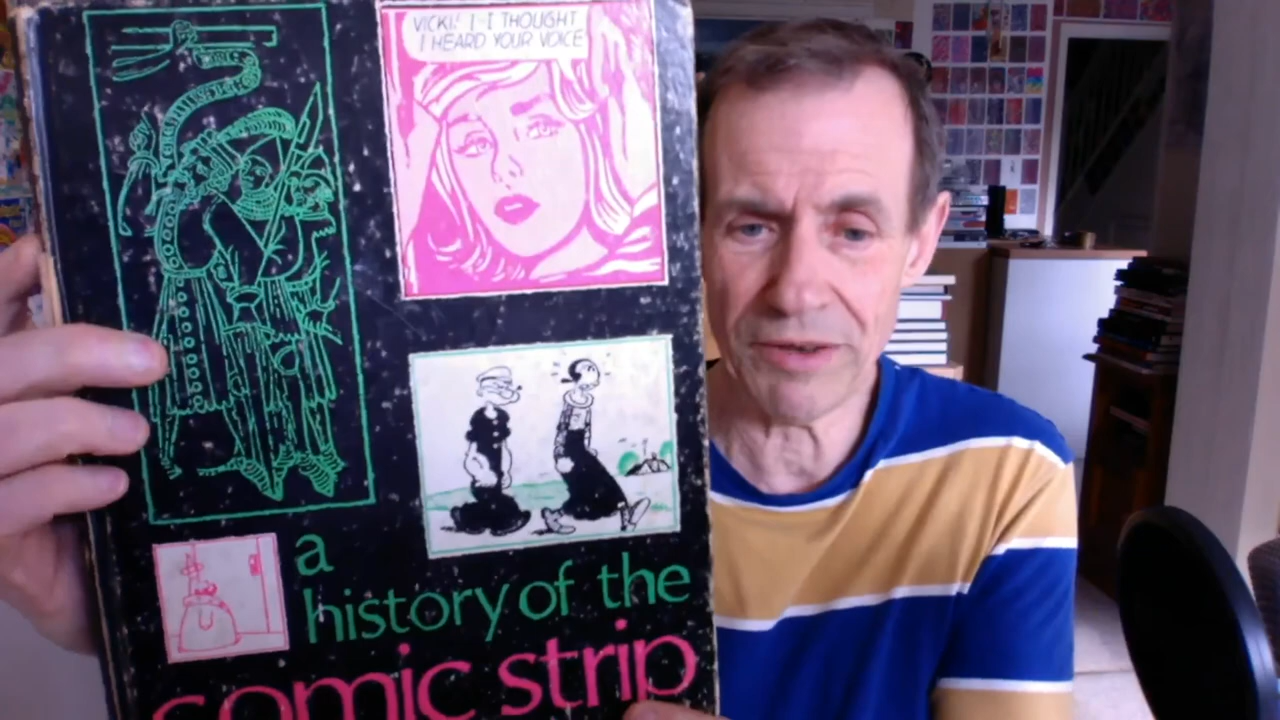 VICKI! I--I THOUGHT
I HEARD YOUR VOICE
a
history of the
comic strip